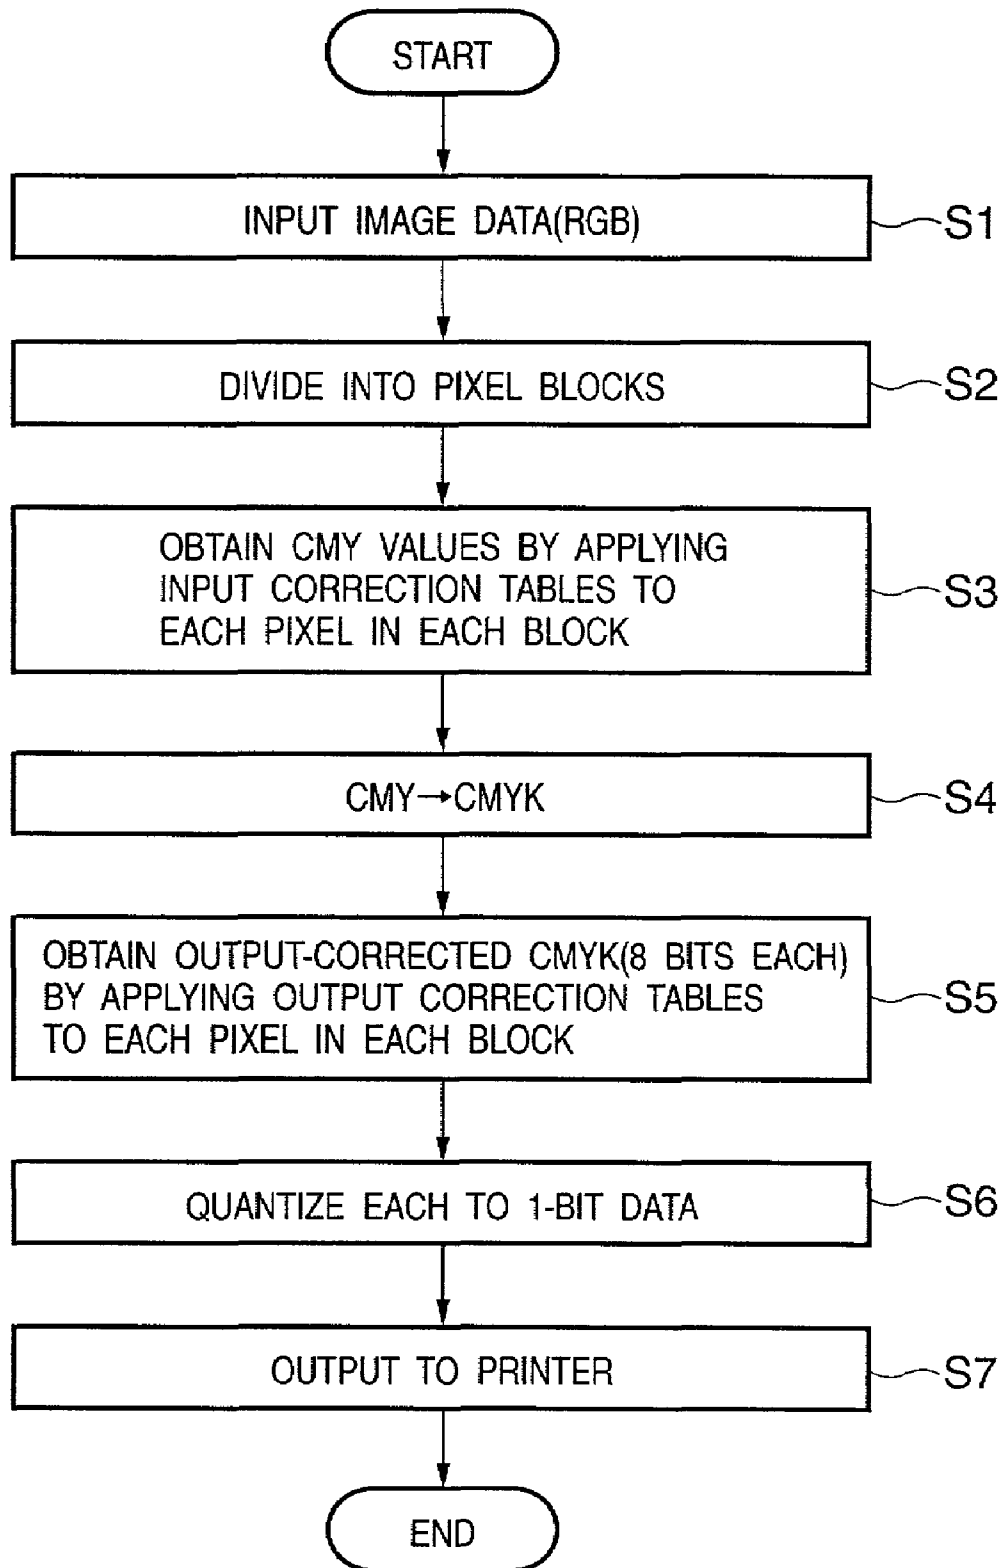 START
INPUT IMAGE DATA(RGB)
S1
DIVIDE INTO PIXEL BLOCKS
S2
OBTAIN CMY VALUES BY APPLYING
INPUT CORRECTION TABLES TO
EACH PIXEL IN EACH BLOCK
S3
CMY→CMYK
S4
OBTAIN OUTPUT-CORRECTED CMYK(8 BITS EACH)
BY APPLYING OUTPUT CORRECTION TABLES
TO EACH PIXEL IN EACH BLOCK
S5
QUANTIZE EACH TO 1-BIT DATA
S6
OUTPUT TO PRINTER
S7
END